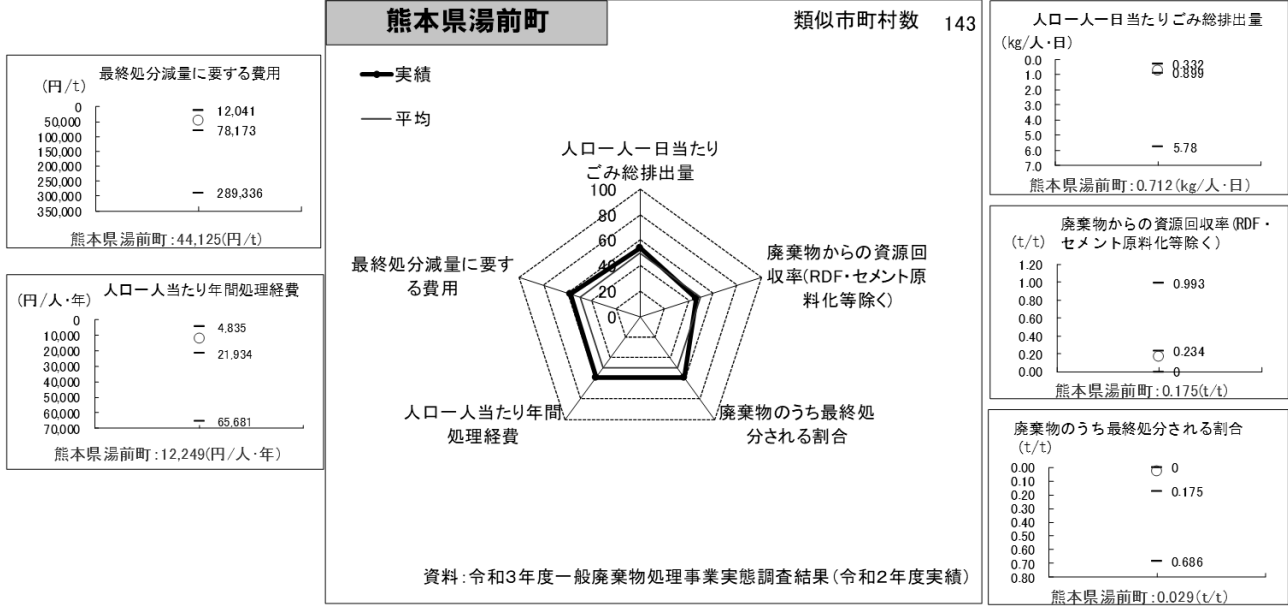 熊本県湯前町
類似市町村数 143
実績
平均
人口一人一日当たり
ごみ総排出量
廃棄物からの資源回
収率(RDF・セメント原
料化等除く)
廃棄物のうち最終処
分される割合
人口一人当たり年間
処理経費
最終処分減量に要す
る費用
100
80
60
40
20
0
資料:令和3年度一般廃棄物処理事業実態調査結果(令和2年度実績)
最終処分減量に要する費用
(円/t)
0
50,000
100,000
150,000
200,000
250,000
300,000
350,000
12,041
78,173
289,336
熊本県湯前町:44,125(円/t)
人口一人当たり年間処理経費
(円/人・年)
0
10,000
20,000
30,000
40,000
50,000
60,000
70,000
4,835
21,934
65,681
熊本県湯前町:12,249(円/人・年)
人口一人一日当たりごみ総排出量
(kg/人・日)
0.0
1.0
2.0
3.0
4.0
5.0
6.0
7.0
0.332
0.899
5.78
熊本県湯前町:0.712(kg/人・日)
廃棄物からの資源回収率(RDF・
セメント原料化等除く)
(t/t)
1.20
1.00
0.80
0.60
0.40
0.20
0.00
0.993
0.234
0
熊本県湯前町:0.175(t/t)
廃棄物のうち最終処分される割合
(t/t)
0.00
0.10
0.20
0.30
0.40
0.50
0.60
0.70
0.80
0
0.175
0.686
熊本県湯前町:0.029(t/t)